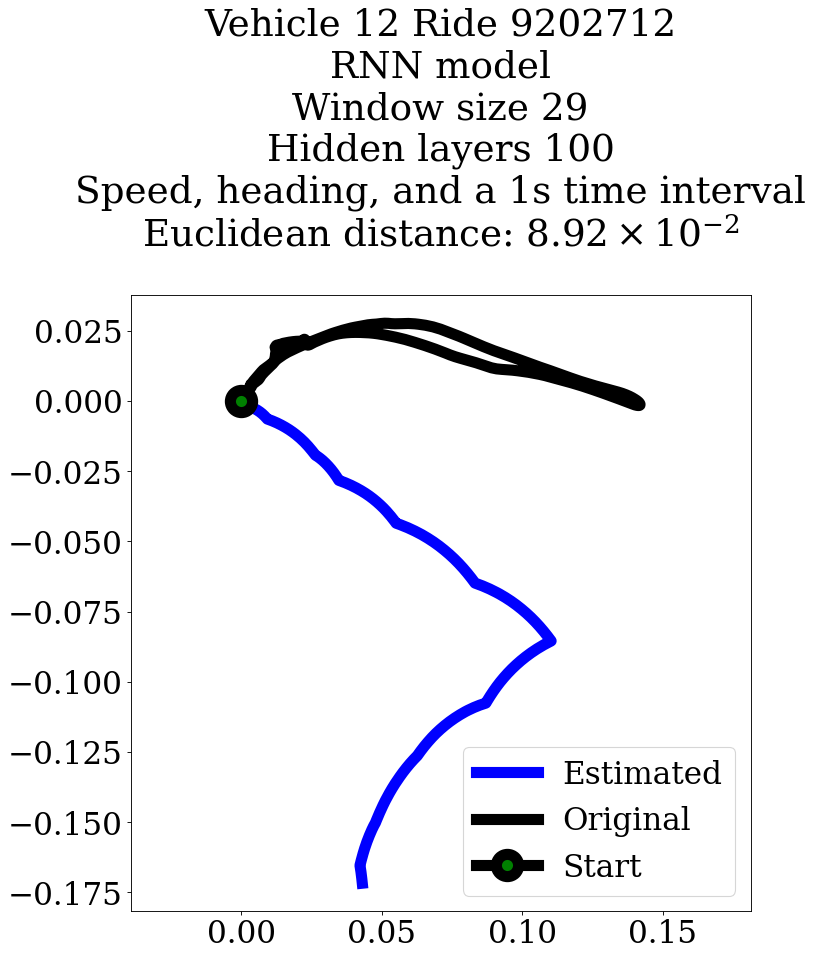 Vehicle 12 Ride 9202712
RNN model
Window size 29
Hidden layers 100
Speed, heading, and a 1s time interval
Euclidean distance: 8.92 × 10⁻²
0.025
0.000
−0.025
−0.050
−0.075
−0.100
−0.125
−0.150
−0.175
Estimated
Original
Start
0.00 0.05 0.10 0.15